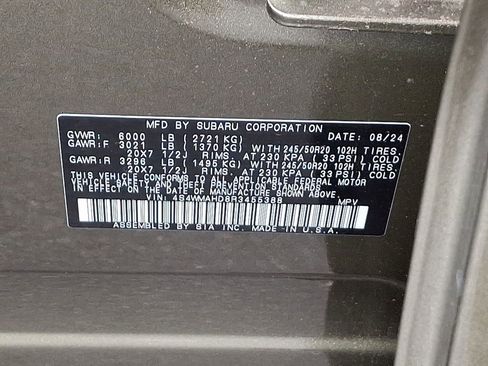 MFD BY SUBARU CORPORATION DATE: 08/24
GVWR: 6000 LB (2721 KG)
GAWR:F 3021 LB (1370 KG) WITH 245/50R20 102H TIRES.
20X7 1/2J RIMS. AT 230 KPA (33 PSI) COLD
GAWR:R 3296 LB (1495 KG) WITH 245/50R20 102H TIRES.
20X7 1/2J RIMS. AT 230 KPA (33 PSI) COLD
THIS VEHICLE CONFORMS TO ALL APPLICABLE FEDERAL MOTOR
VEHICLE SAFETY, BUMPER, AND THEFT PREVENTION STANDARDS
IN EFFECT ON THE DATE OF MANUFACTURE SHOWN ABOVE.
VIN: 4S4WMAHD8R3455388 MPV
ASSEMBLED BY SIA INC. MADE IN U.S.A.